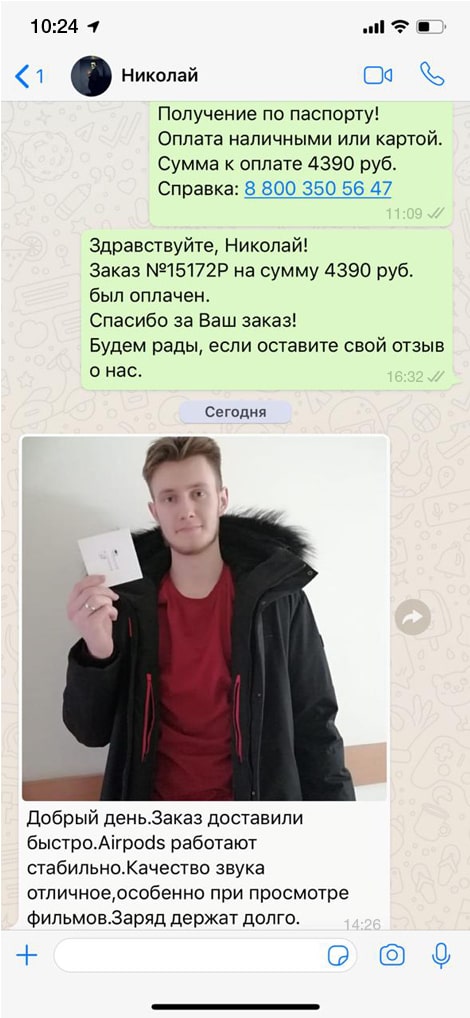 10:24
1
Николай
Получение по паспорту!
Оплата наличными или картой.
Сумма к оплате 4390 руб.
Справка: 8 800 350 56 47
11:09
Здравствуйте, Николай!
Заказ №15172Р на сумму 4390 руб.
был оплачен.
Спасибо за Ваш заказ!
Будем рады, если оставите свой отзыв
о нас.
16:32
Сегодня
Добрый день.Заказ доставили
быстро.Airpods работают
стабильно.Качество звука
отличное,особенно при просмотре
фильмов.Заряд держат долго.
14:26